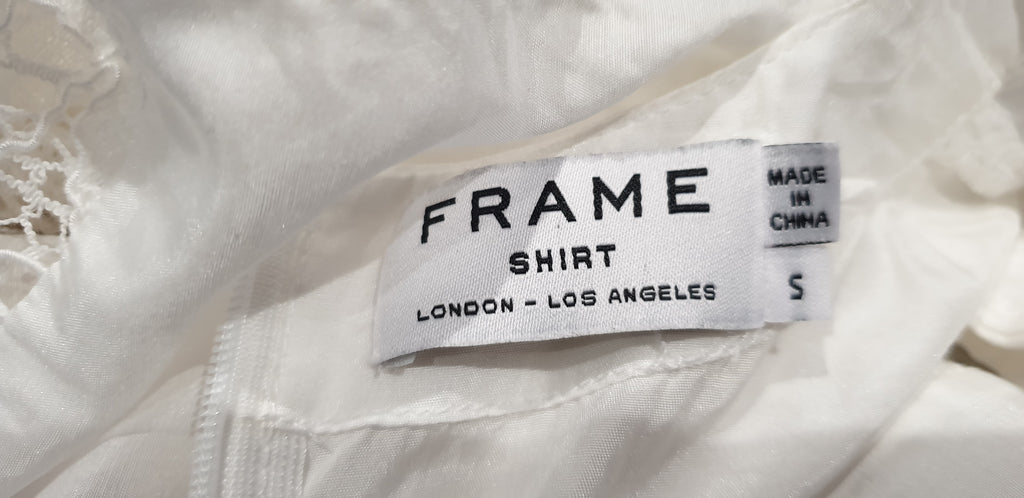 FRAME
SHIRT
LONDON - LOS ANGELES
MADE
IN
CHINA
S